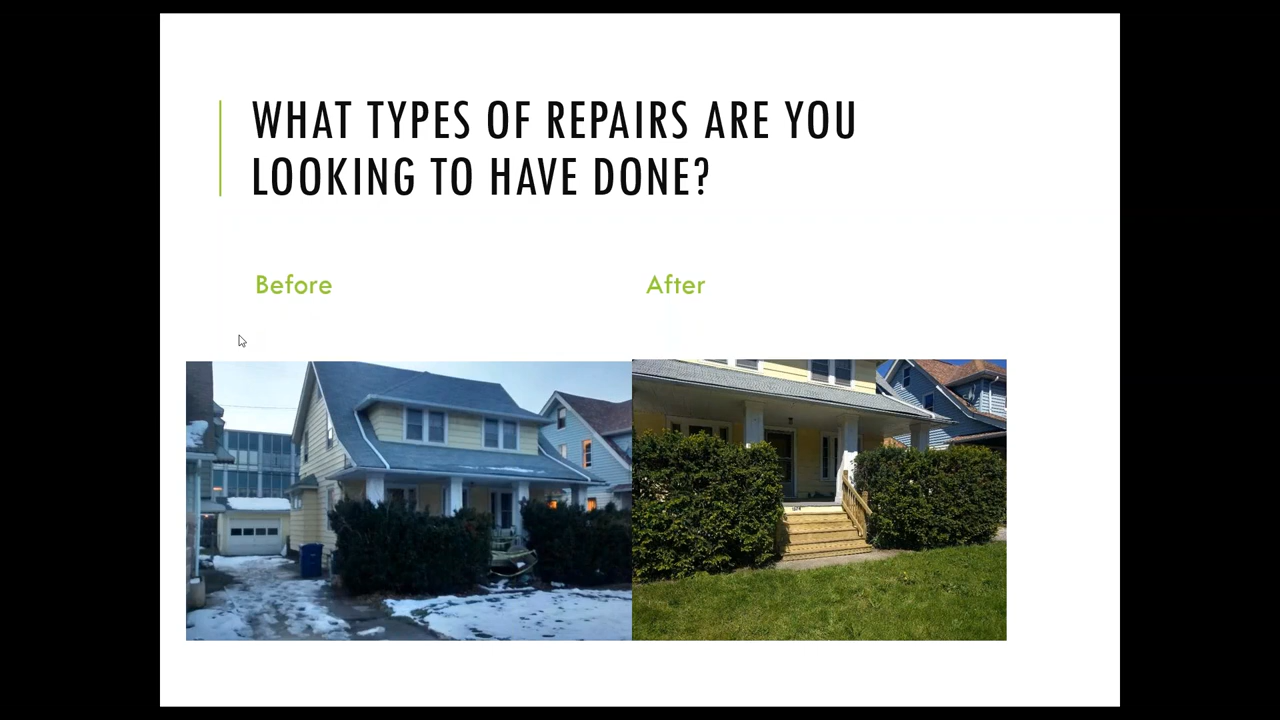 WHAT TYPES OF REPAIRS ARE YOU
LOOKING TO HAVE DONE?
Before
After